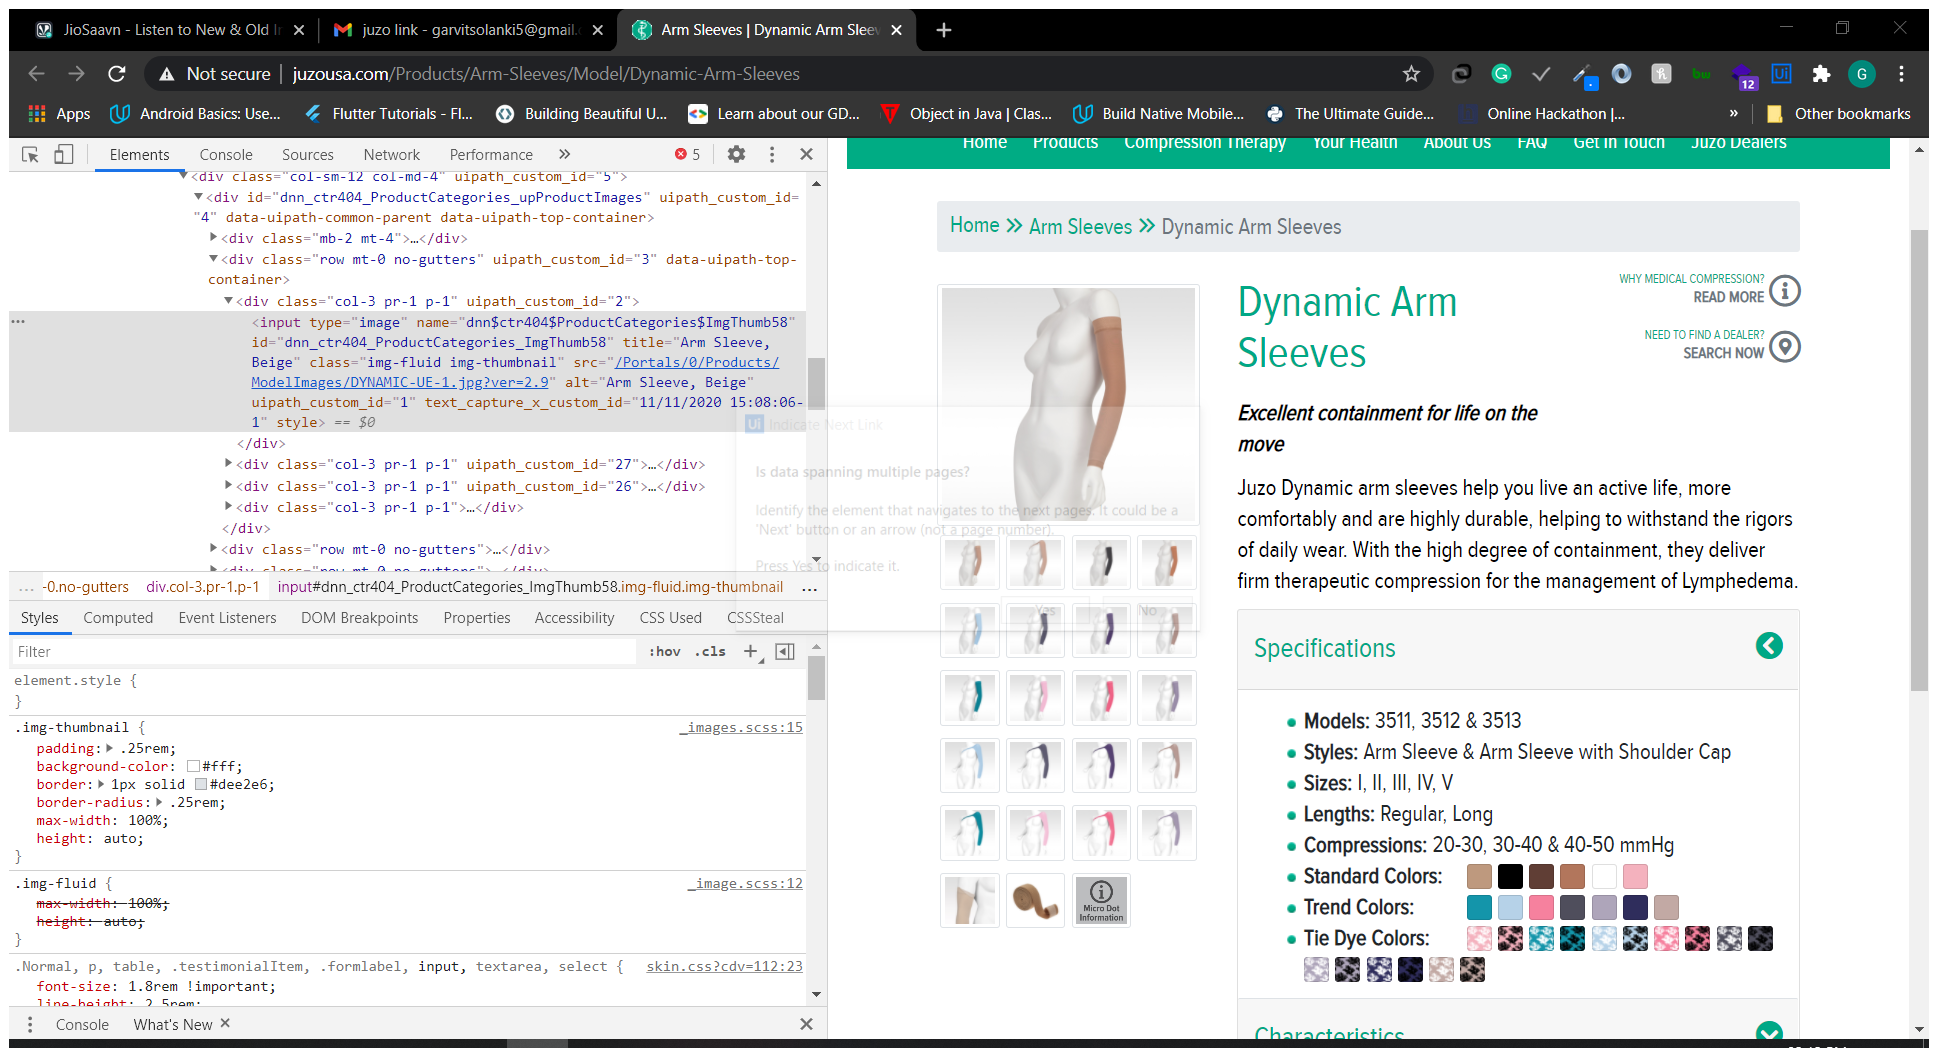 JioSaavn - Listen to New & Old In
juzo link - garvitsolanki5@gmail.c
Arm Sleeves | Dynamic Arm Sleev
Not secure | juzousa.com/Products/Arm-Sleeves/Model/Dynamic-Arm-Sleeves
12
Ui
G
Apps
Android Basics: Use...
Flutter Tutorials - Fl...
Building Beautiful U...
Learn about our GD...
Object in Java | Clas...
Build Native Mobile...
The Ultimate Guide...
Online Hackathon |...
»
Other bookmarks
Elements Console Sources Network Performance » 5
<div class="col-sm-12 col-md-4" uipath_custom_id="5">
<div id="dnn_ctr404_ProductCategories_upProductImages" uipath_custom_id=
"4" data-uipath-common-parent data-uipath-top-container>
<div class="mb-2 mt-4">…</div>
<div class="row mt-0 no-gutters" uipath_custom_id="3" data-uipath-top-
container>
<div class="col-3 pr-1 p-1" uipath_custom_id="2">
<input type="image" name="dnn$ctr404$ProductCategories$ImgThumb58"
id="dnn_ctr404_ProductCategories_ImgThumb58" title="Arm Sleeve,
Beige" class="img-fluid img-thumbnail" src="/Portals/0/Products/
ModelImages/DYNAMIC-UE-1.jpg?ver=2.9" alt="Arm Sleeve, Beige"
uipath_custom_id="1" text_capture_x_custom_id="11/11/2020 15:08:06-
1" style> == $0
</div>
<div class="col-3 pr-1 p-1" uipath_custom_id="27">…</div>
<div class="col-3 pr-1 p-1" uipath_custom_id="26">…</div>
<div class="col-3 pr-1 p-1">…</div>
</div>
<div class="row mt-0 no-gutters">…</div>
... -0.no-gutters div.col-3.pr-1.p-1 input#dnn_ctr404_ProductCategories_ImgThumb58.img-fluid.img-thumbnail ...
Styles Computed Event Listeners DOM Breakpoints Properties Accessibility CSS Used CSSSteal
Filter :hov .cls +
element.style {
}
.img-thumbnail { _images.scss:15
padding: .25rem;
background-color: #fff;
border: 1px solid #dee2e6;
border-radius: .25rem;
max-width: 100%;
height: auto;
}
.img-fluid { _image.scss:12
max-width: 100%;
height: auto;
}
.Normal, p, table, .testimonialItem, .formlabel, input, textarea, select { skin.css?cdv=112:23
font-size: 1.8rem !important;
line-height: 2.5rem;
Console What's New
Ui Indicate Next Link
Is data spanning multiple pages?
Identify the element that navigates to the next pages. It could be a
'Next' button or an arrow (not a page number).
Press Yes to indicate it.
Yes No
Home Products Compression Therapy Your Health About Us FAQ Get In Touch Juzo Dealers
Home » Arm Sleeves » Dynamic Arm Sleeves
Dynamic Arm
Sleeves
WHY MEDICAL COMPRESSION?
READ MORE
NEED TO FIND A DEALER?
SEARCH NOW
Excellent containment for life on the
move
Juzo Dynamic arm sleeves help you live an active life, more
comfortably and are highly durable, helping to withstand the rigors
of daily wear. With the high degree of containment, they deliver
firm therapeutic compression for the management of Lymphedema.
Micro Dot
Information
Specifications
Models: 3511, 3512 & 3513
Styles: Arm Sleeve & Arm Sleeve with Shoulder Cap
Sizes: I, II, III, IV, V
Lengths: Regular, Long
Compressions: 20-30, 30-40 & 40-50 mmHg
Standard Colors:
Trend Colors:
Tie Dye Colors:
Characteristics